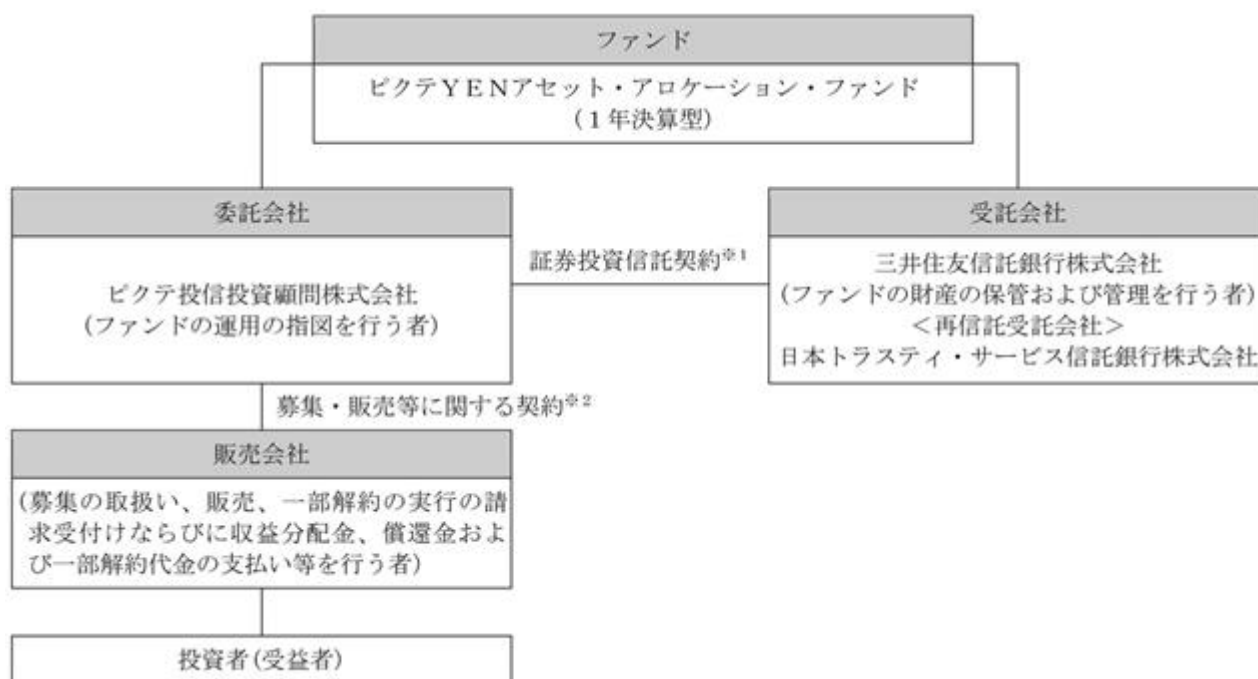 ファンド
ピクテYENアセット・アロケーション・ファンド
(1年決算型)
委託会社
ピクテ投信投資顧問株式会社
(ファンドの運用の指図を行う者)
証券投資信託契約※1
受託会社
三井住友信託銀行株式会社
(ファンドの財産の保管および管理を行う者)
<再信託受託会社>
日本トラスティ・サービス信託銀行株式会社
募集・販売等に関する契約※2
販売会社
(募集の取扱い、販売、一部解約の実行の請
求受付けならびに収益分配金、償還金およ
び一部解約代金の支払い等を行う者)
投資者(受益者)